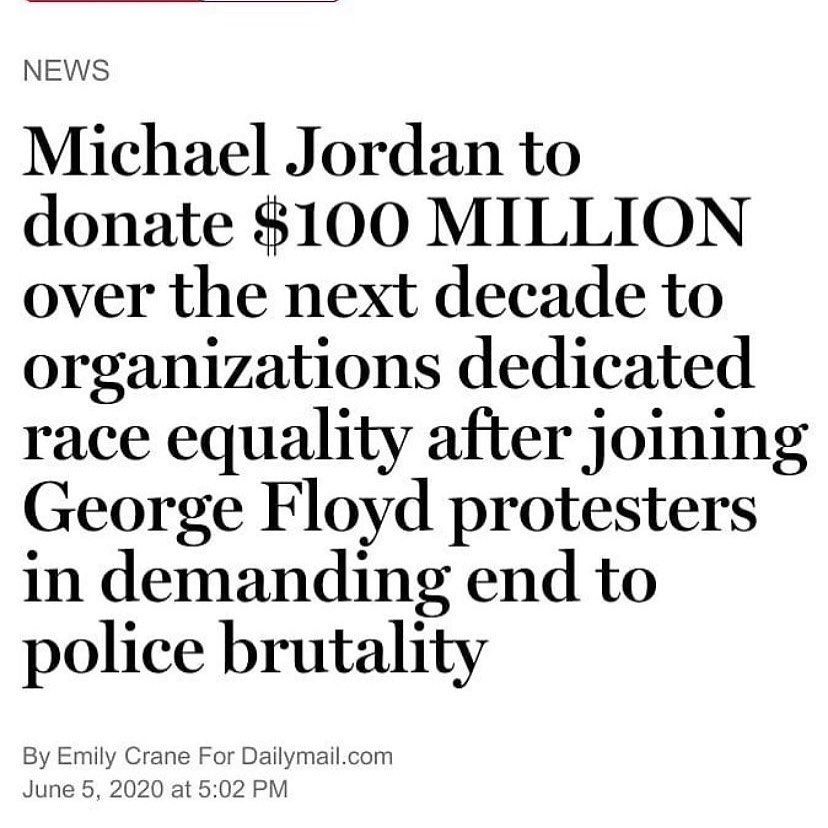 NEWS
Michael Jordan to
donate $100 MILLION
over the next decade to
organizations dedicated
race equality after joining
George Floyd protesters
in demanding end to
police brutality
By Emily Crane For Dailymail.com
June 5, 2020 at 5:02 PM